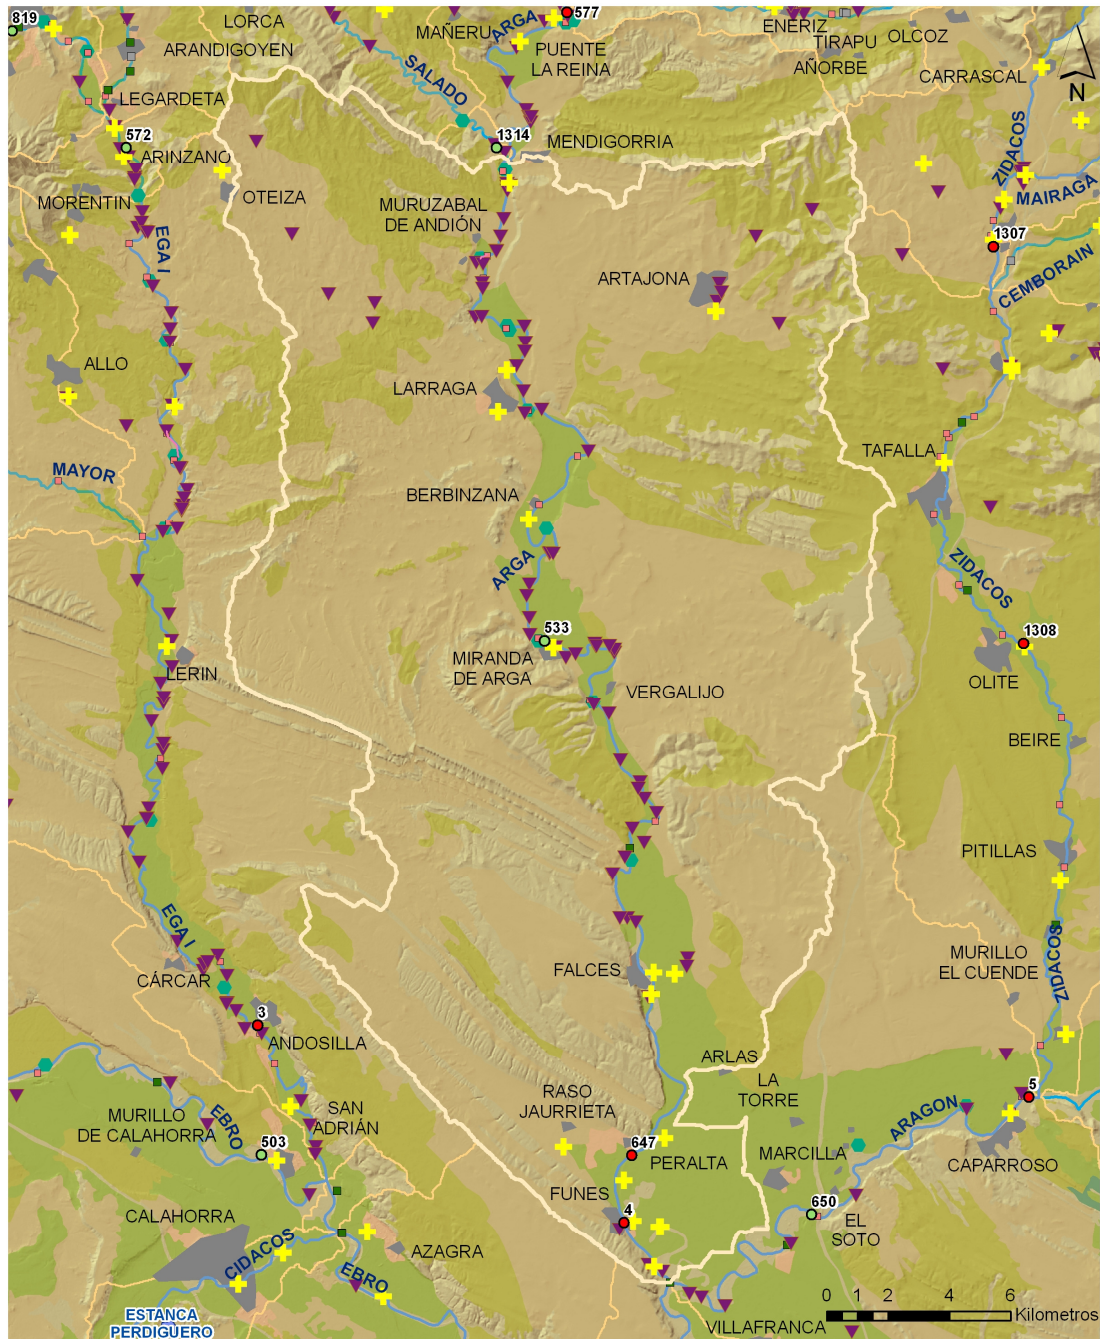 819
LORCA
MAÑERU
ARGA
577
ENERIZ
TIRAPU
OLCOZ
ARANDIGOYEN
PUENTE
LA REINA
AÑORBE
CARRASCAL
N
SALADO
LEGARDETA
572
1314
MENDIGORRIA
ZIDACOS
ARINZANO
MAIRAGA
MORENTIN
OTEIZA
MURUZABAL
DE ANDIÓN
1307
EGA I
ARTAJONA
CEMBORAIN
ALLO
LARRAGA
TAFALLA
MAYOR
BERBINZANA
ARGA
ZIDACOS
533
1308
MIRANDA
DE ARGA
LERIN
VERGALIJO
OLITE
BEIRE
PITILLAS
EGA I
MURILLO
EL CUENDE
ZIDACOS
CÁRCAR
FALCES
3
ANDOSILLA
ARLAS
LA
TORRE
5
RASO
JAURRIETA
ARAGON
MURILLO
DE CALAHORRA
EBRO
SAN
ADRIÁN
503
647
PERALTA
MARCILLA
CAPARROSO
FUNES
4
650
EL
SOTO
CALAHORRA
CIDACOS
AZAGRA
EBRO
ESTANCA
PERDIGUERO
VILLAFRANCA
0 1 2 4 6
Kilometros